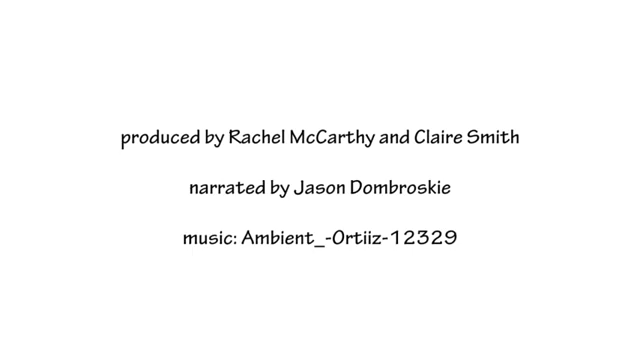 produced by Rachel McCarthy and Claire Smith
narrated by Jason Dombroskie
music: Ambient_-Ortiiz-12329